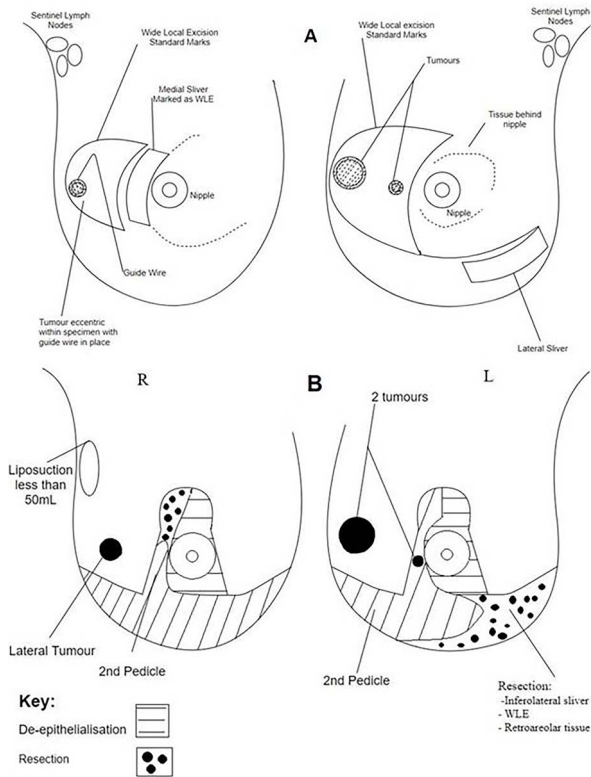 Sentinel Lymph
Nodes
Wide Local Excision
Standard Marks
Medial Sliver
Marked as WLE
Nipple
Guide Wire
Tumour eccentric
within specimen with
guide wire in place
A
Wide Local excision
Standard Marks
Tumours
Sentinel Lymph
Nodes
Tissue behind
nipple
Nipple
Lateral Sliver
R
B
L
Liposuction
less than
50mL
Lateral Tumour
2nd Pedicle
2 tumours
2nd Pedicle
Resection:
-Inferolateral sliver
- WLE
- Retroareolar tissue
Key:
De-epithelialisation
Resection